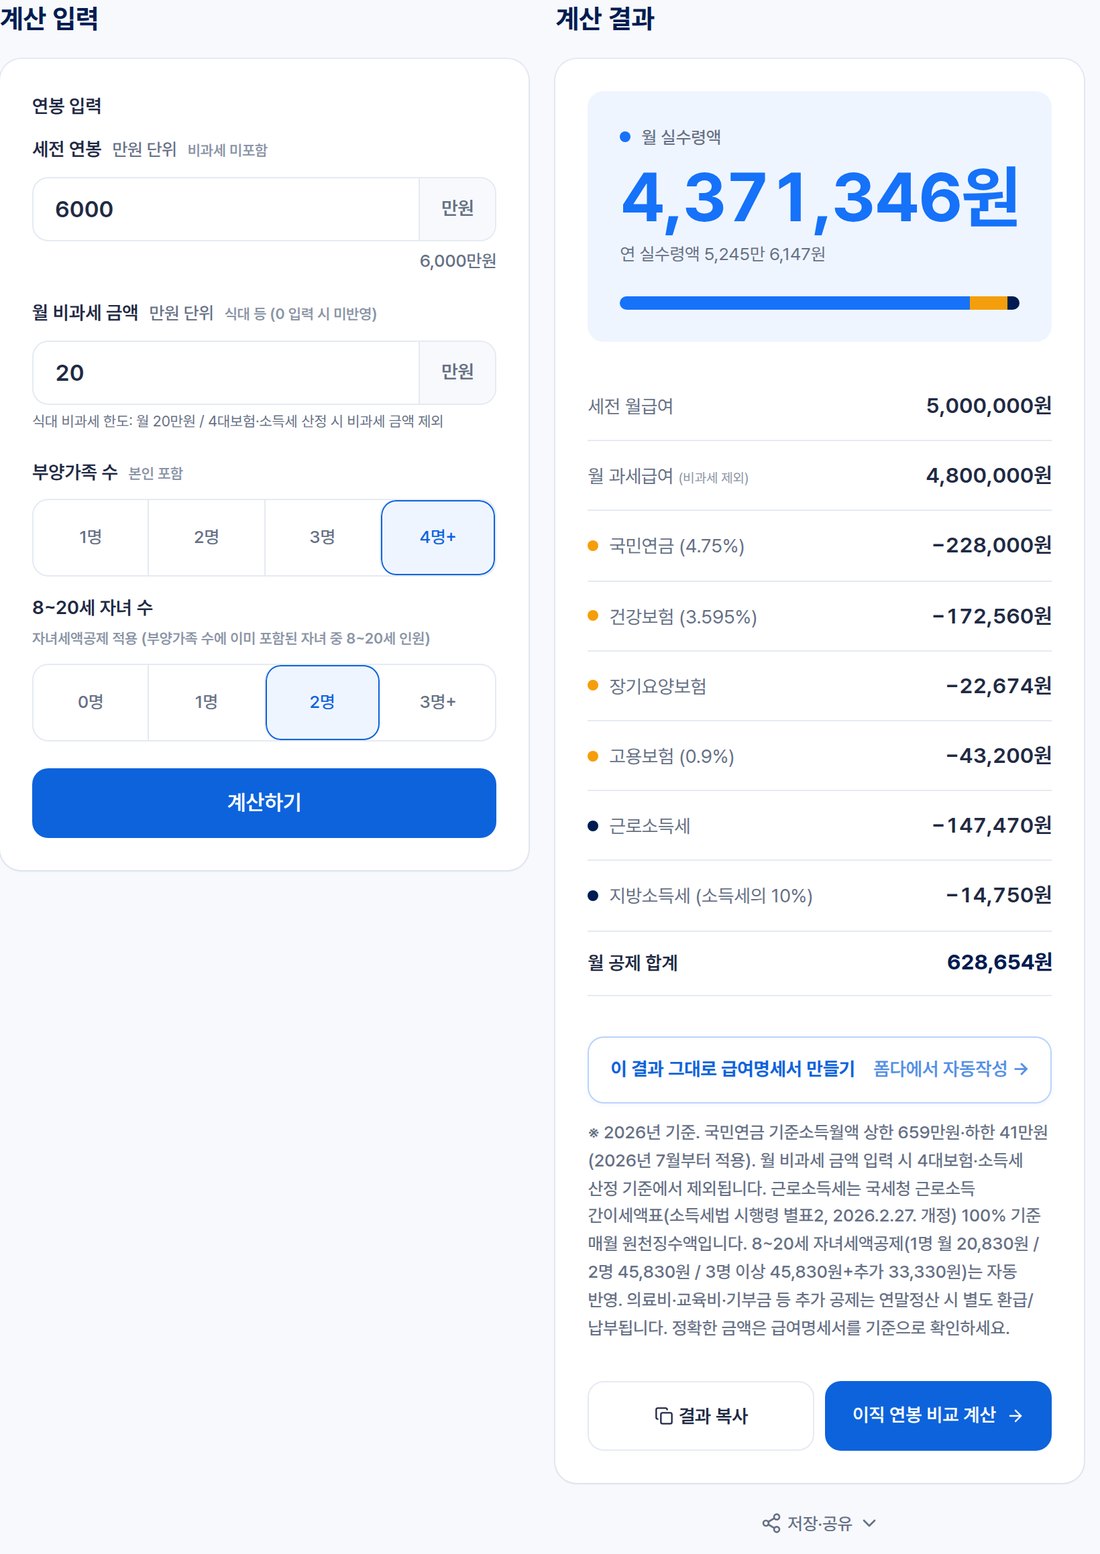 계산 입력
연봉 입력
세전 연봉 만원 단위 비과세 미포함
6000 만원
6,000만원
월 비과세 금액 만원 단위 식대 등 (0 입력 시 미반영)
20 만원
식대 비과세 한도: 월 20만원 / 4대보험·소득세 산정 시 비과세 금액 제외
부양가족 수 본인 포함
1명 2명 3명 4명+
8~20세 자녀 수
자녀세액공제 적용 (부양가족 수에 이미 포함된 자녀 중 8~20세 인원)
0명 1명 2명 3명+
계산하기
계산 결과
월 실수령액
4,371,346원
연 실수령액 5,245만 6,147원
세전 월급여 5,000,000원
월 과세급여 (비과세 제외) 4,800,000원
국민연금 (4.75%) −228,000원
건강보험 (3.595%) −172,560원
장기요양보험 −22,674원
고용보험 (0.9%) −43,200원
근로소득세 −147,470원
지방소득세 (소득세의 10%) −14,750원
월 공제 합계 628,654원
이 결과 그대로 급여명세서 만들기 폼다에서 자동작성 →
※ 2026년 기준. 국민연금 기준소득월액 상한 659만원·하한 41만원
(2026년 7월부터 적용). 월 비과세 금액 입력 시 4대보험·소득세
산정 기준에서 제외됩니다. 근로소득세는 국세청 근로소득
간이세액표(소득세법 시행령 별표2, 2026.2.27. 개정) 100% 기준
매월 원천징수액입니다. 8~20세 자녀세액공제(1명 월 20,830원 /
2명 45,830원 / 3명 이상 45,830원+추가 33,330원)는 자동
반영. 의료비·교육비·기부금 등 추가 공제는 연말정산 시 별도 환급/
납부됩니다. 정확한 금액은 급여명세서를 기준으로 확인하세요.
결과 복사 이직 연봉 비교 계산 →
저장·공유